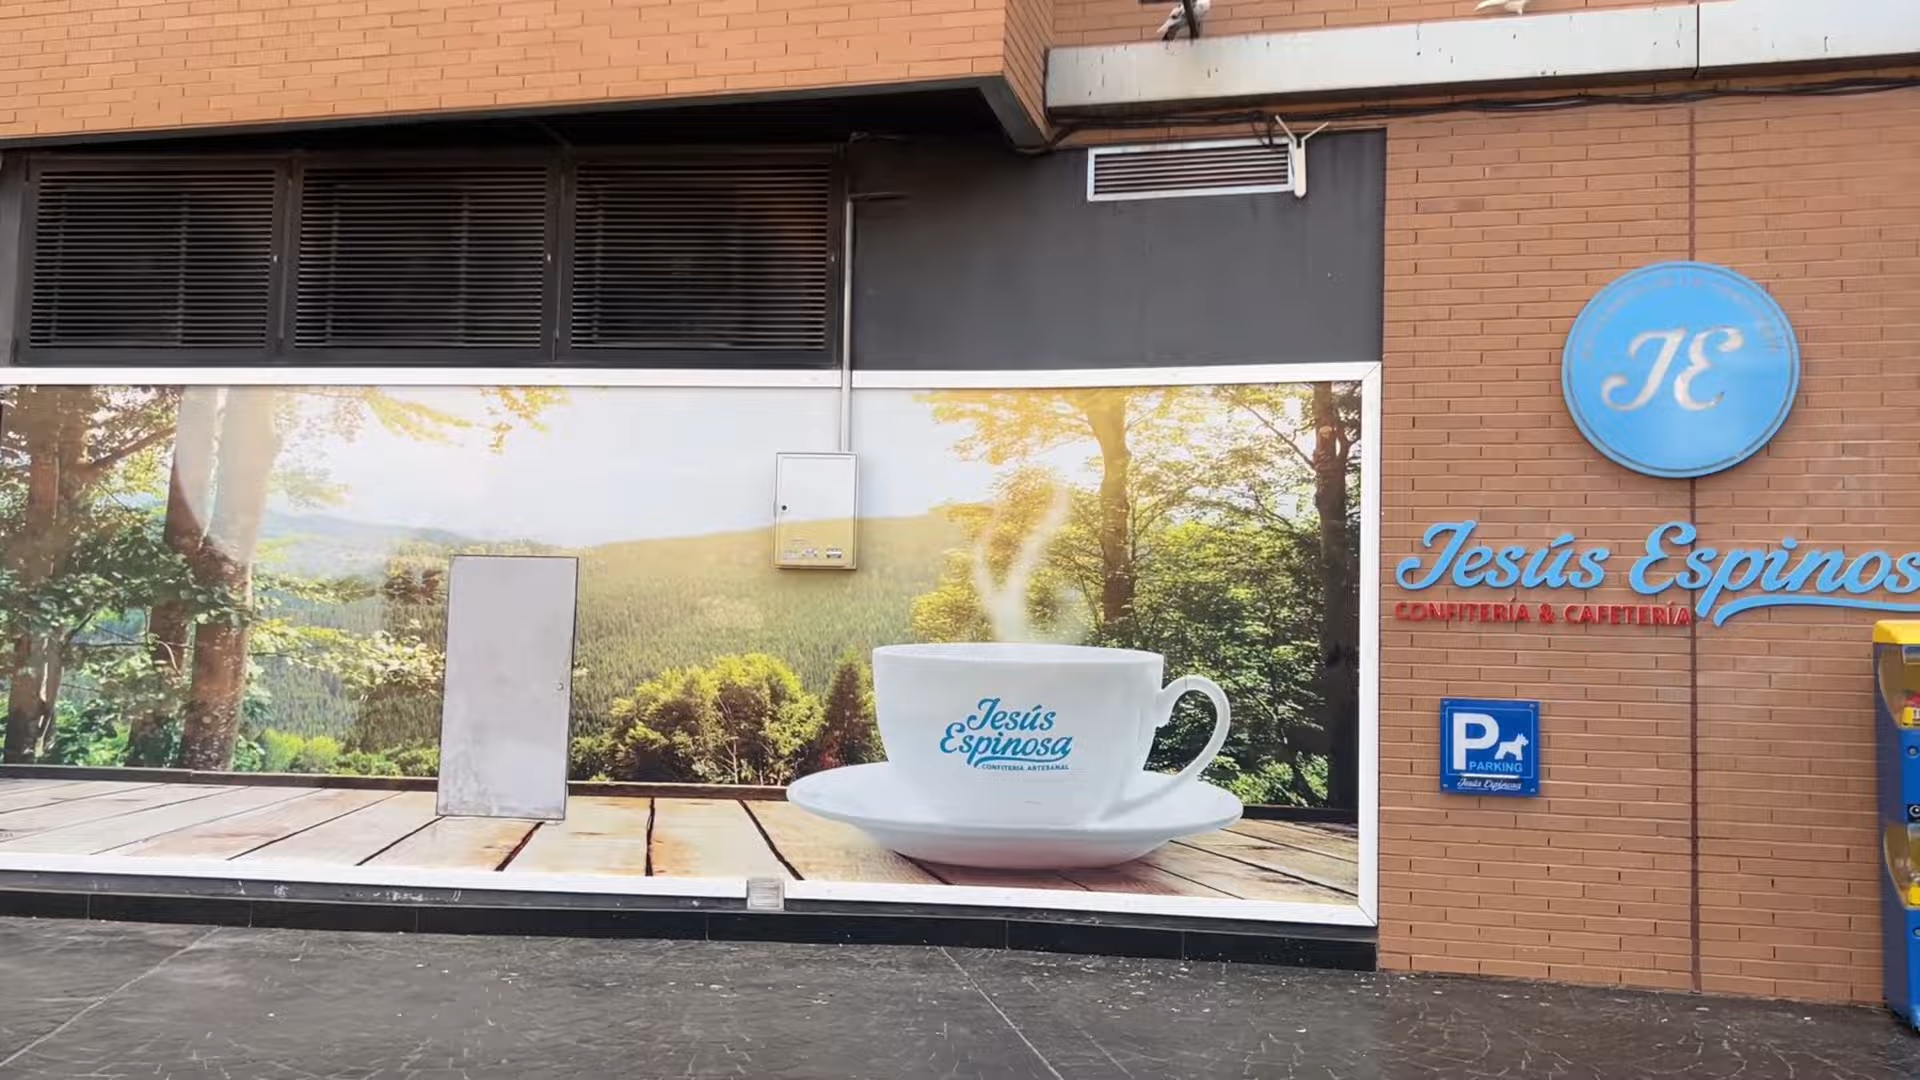 JE
Jesús Espinos
CONFITERÍA & CAFETERÍA
Jesús
Espinosa
CONFITERÍA ARTESANAL
P
PARKING
Jesús Espinosa